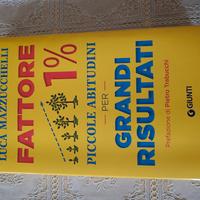 LUCA MAZZUCCHELLI
FATTORE
1%
PICCOLE ABITUDINI
PER
GRANDI
RISULTATI
Prefazione di Pietro Trabucchi
GIUNTI